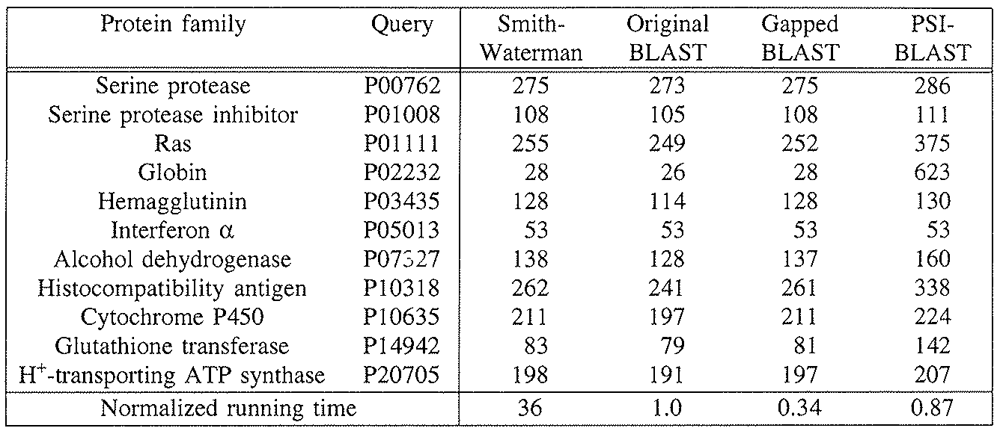 Protein family Query Smith- Original Gapped PSI-
Waterman BLAST BLAST BLAST
Serine protease P00762 275 273 275 286
Serine protease inhibitor P01008 108 105 108 111
Ras P01111 255 249 252 375
Globin P02232 28 26 28 623
Hemagglutinin P03435 128 114 128 130
Interferon α P05013 53 53 53 53
Alcohol dehydrogenase P07327 138 128 137 160
Histocompatibility antigen P10318 262 241 261 338
Cytochrome P450 P10635 211 197 211 224
Glutathione transferase P14942 83 79 81 142
H⁺-transporting ATP synthase P20705 198 191 197 207
Normalized running time 36 1.0 0.34 0.87